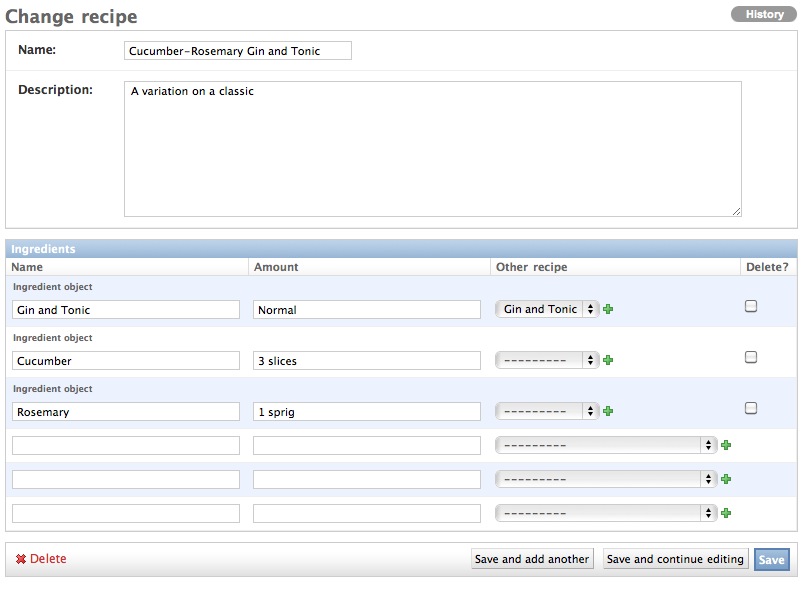 Change recipe
History
Name:
Cucumber-Rosemary Gin and Tonic
Description:
A variation on a classic
Ingredients
Name Amount Other recipe Delete?
Ingredient object
Gin and Tonic Normal Gin and Tonic
Ingredient object
Cucumber 3 slices ---------
Ingredient object
Rosemary 1 sprig ---------
---------
---------
---------
Delete Save and add another Save and continue editing Save